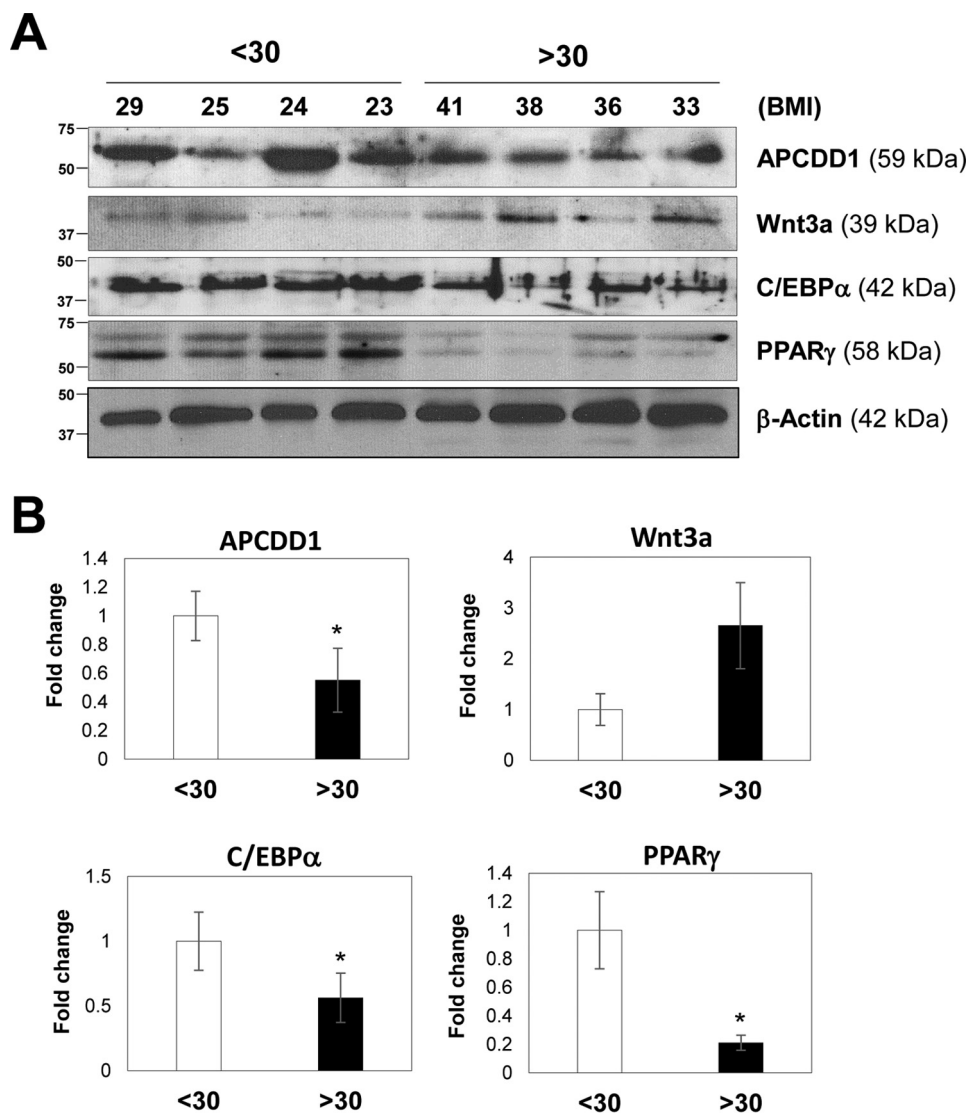 A
<30 >30
29 25 24 23 41 38 36 33 (BMI)
75
50
APCDD1 (59 kDa)
37
Wnt3a (39 kDa)
50
37
C/EBPα (42 kDa)
75
50
PPARγ (58 kDa)
50
37
β-Actin (42 kDa)
B
APCDD1
Fold change
1.4
1.2
1
0.8
0.6
0.4
0.2
0
*
<30 >30
Wnt3a
Fold change
4
3
2
1
0
<30 >30
C/EBPα
Fold change
1.5
1
0.5
0
*
<30 >30
PPARγ
Fold change
1.4
1.2
1
0.8
0.6
0.4
0.2
0
*
<30 >30